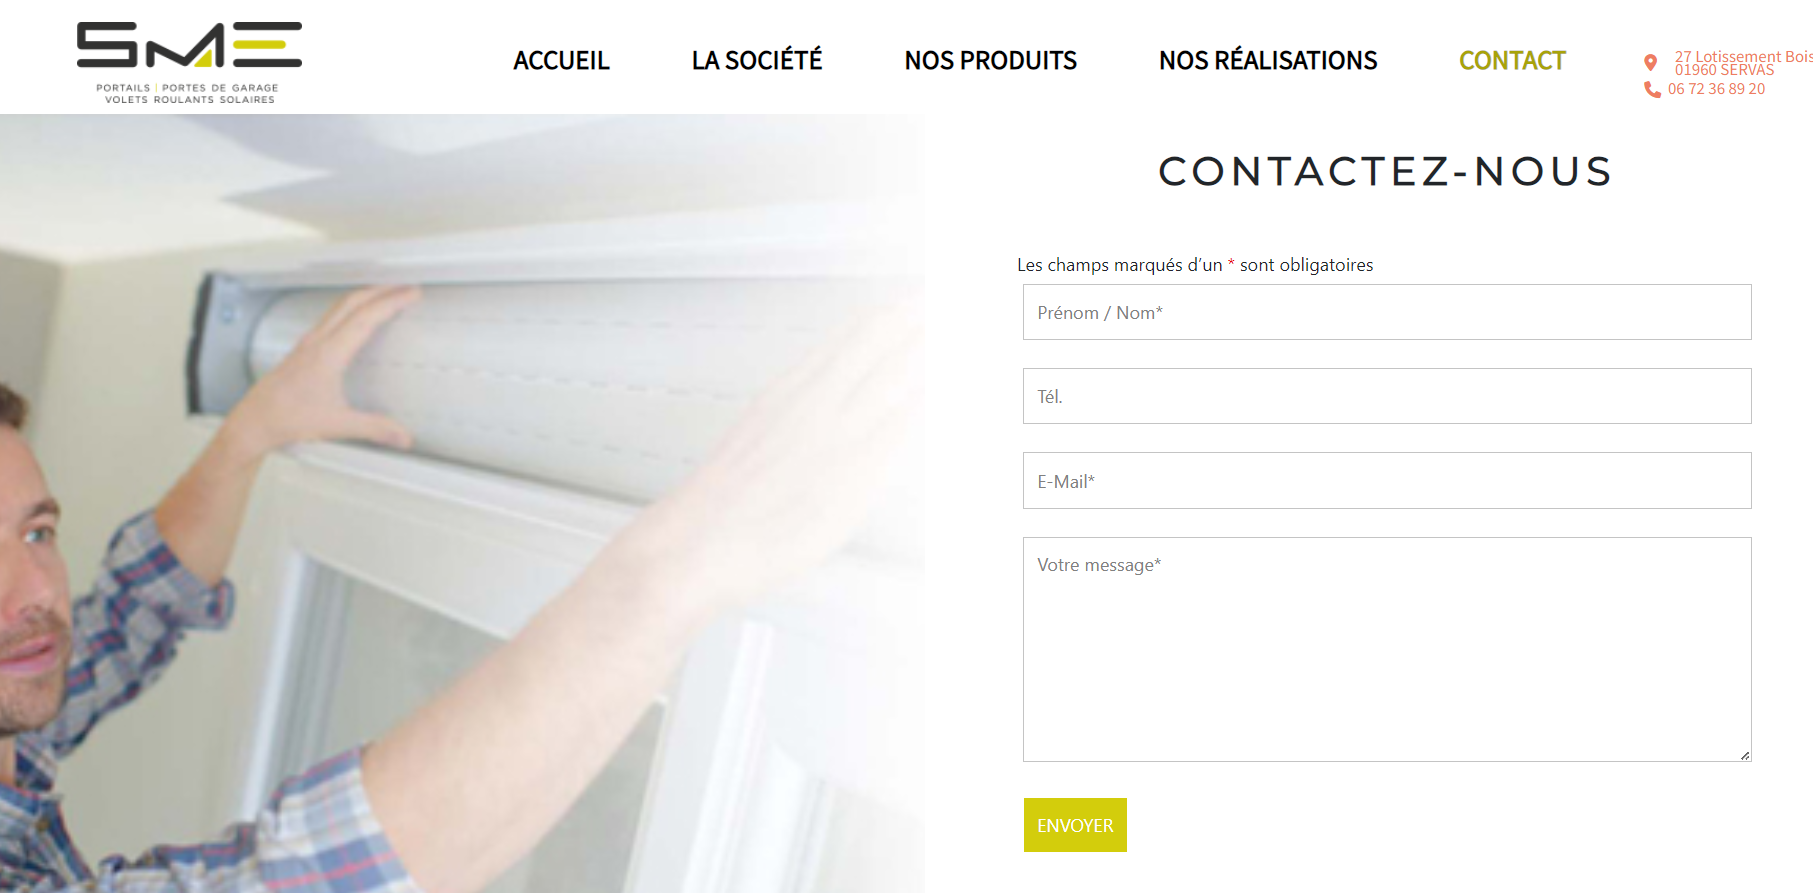 SME
PORTAILS | PORTES DE GARAGE
VOLETS ROULANTS SOLAIRES
ACCUEIL
LA SOCIÉTÉ
NOS PRODUITS
NOS RÉALISATIONS
CONTACT
27 Lotissement Bois
01960 SERVAS
06 72 36 89 20
CONTACTEZ-NOUS
Les champs marqués d'un * sont obligatoires
Prénom / Nom*
Tél.
E-Mail*
Votre message*
ENVOYER